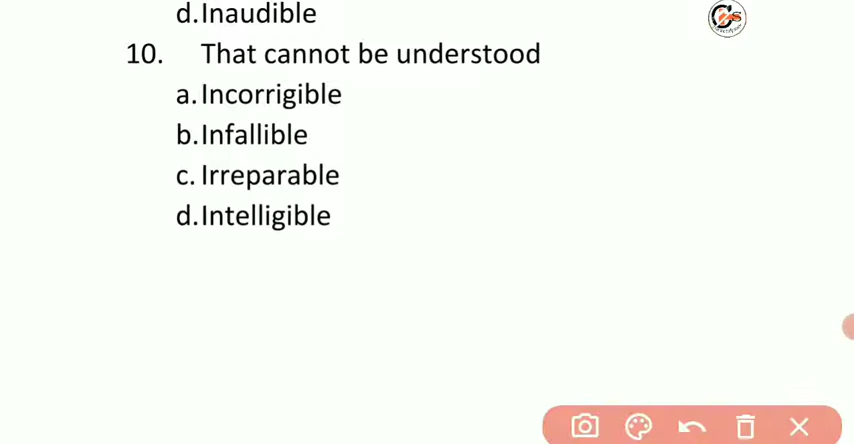 d. Inaudible
10. That cannot be understood
a. Incorrigible
b. Infallible
c. Irreparable
d. Intelligible